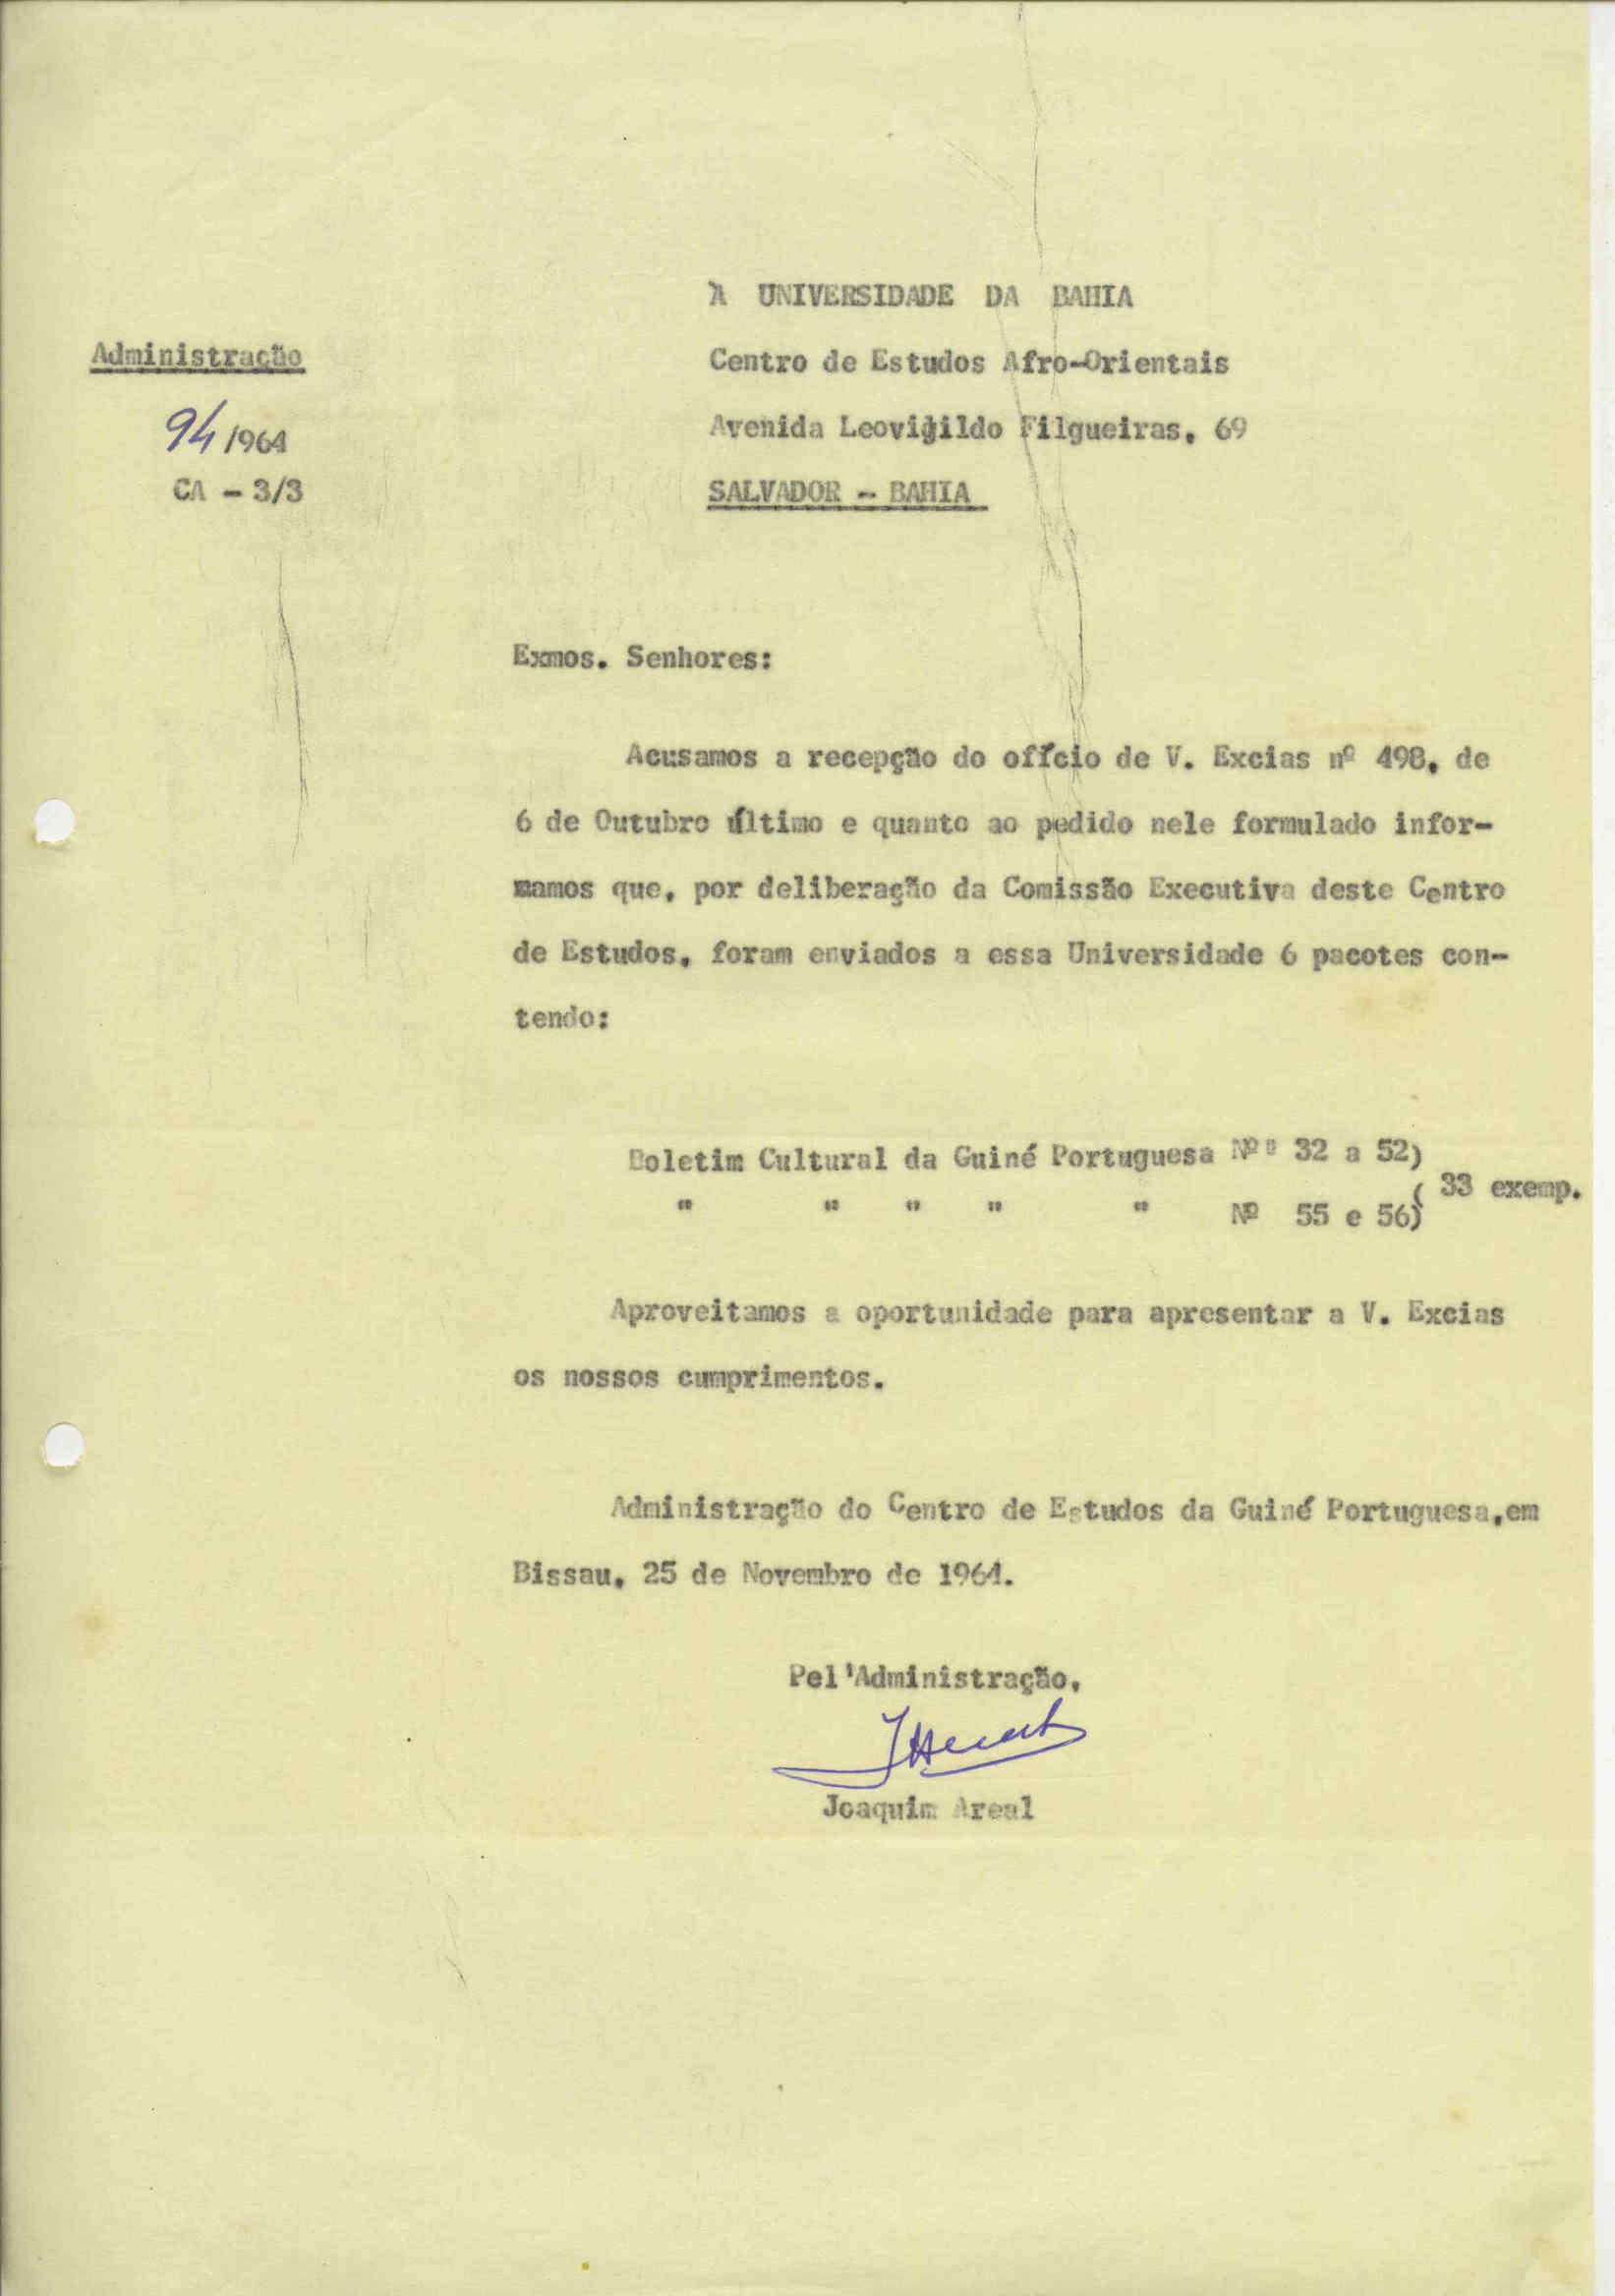 À UNIVERSIDADE DA BAHIA
Administração
Centro de Estudos Afro-Orientais
94/1964
Avenida Leovigildo Filgueiras, 69
CA - 3/3
SALVADOR - BAHIA
Exmos. Senhores:
Acusamos a recepção do ofício de V. Excias nº 498, de
6 de Outubro último e quanto ao pedido nele formulado infor-
mamos que, por deliberação da Comissão Executiva deste Centro
de Estudos, foram enviados a essa Universidade 6 pacotes con-
tendo:
Boletim Cultural da Guiné Portuguesa Nºs 32 a 52)
( 33 exemp.
" " " " " Nº 55 e 56)
Aproveitamos a oportunidade para apresentar a V. Excias
os nossos cumprimentos.
Administração do Centro de Estudos da Guiné Portuguesa,em
Bissau, 25 de Novembro de 1964.
Pel'Administração,
Joaquim Areal